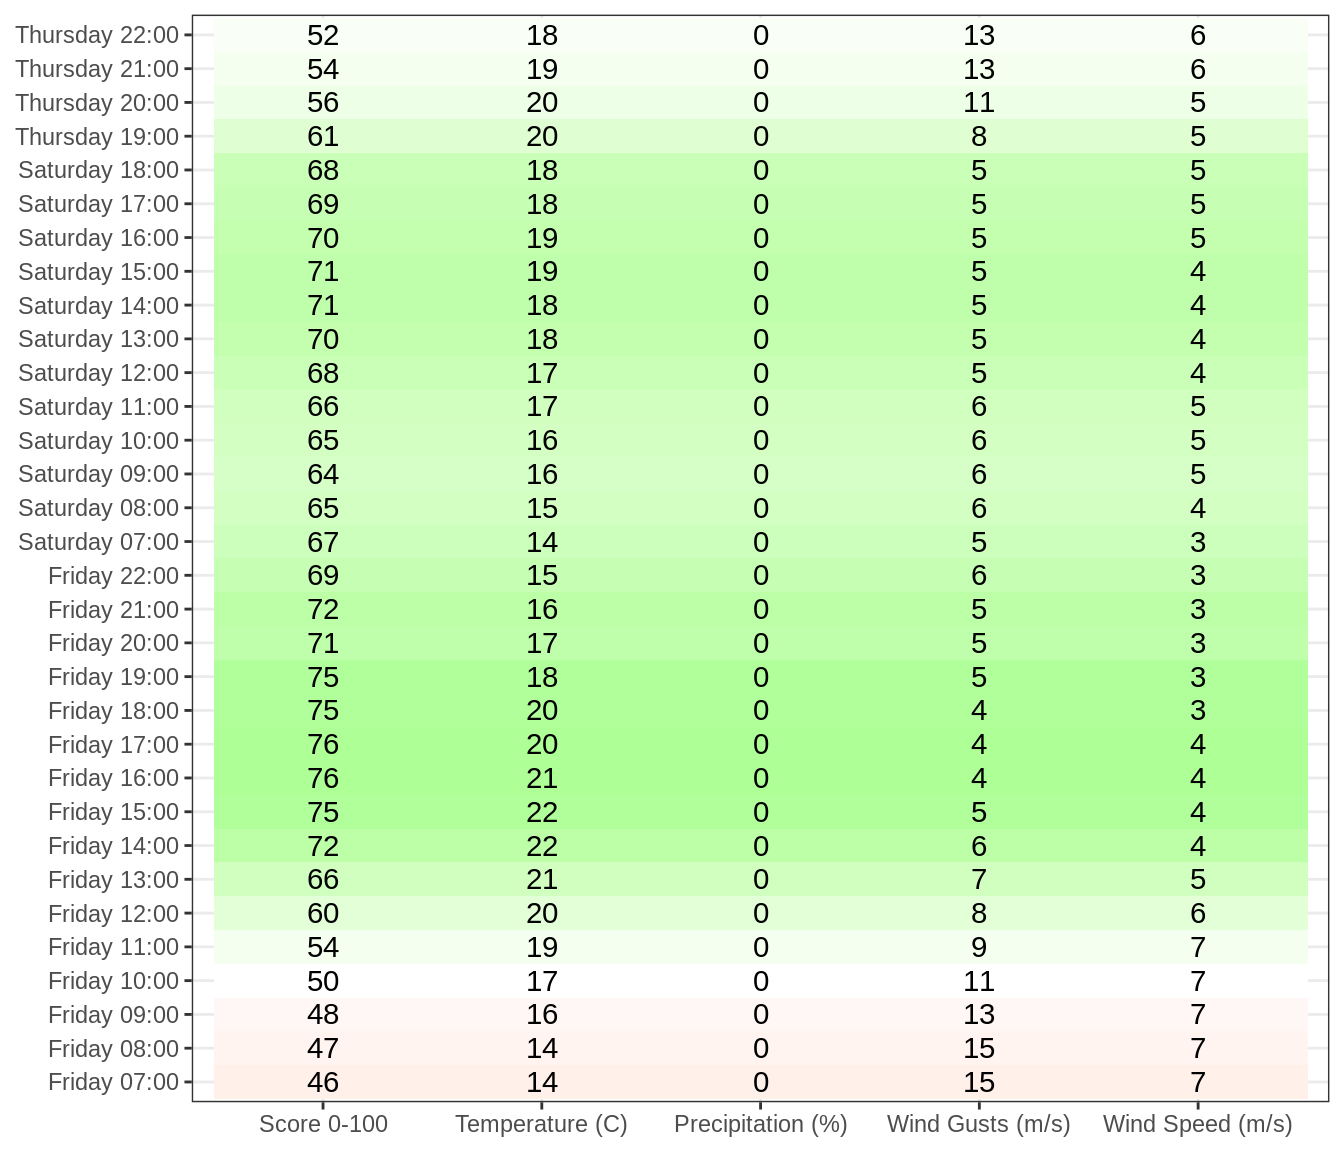 Thursday 22:00 52 18 0 13 6
Thursday 21:00 54 19 0 13 6
Thursday 20:00 56 20 0 11 5
Thursday 19:00 61 20 0 8 5
Saturday 18:00 68 18 0 5 5
Saturday 17:00 69 18 0 5 5
Saturday 16:00 70 19 0 5 5
Saturday 15:00 71 19 0 5 4
Saturday 14:00 71 18 0 5 4
Saturday 13:00 70 18 0 5 4
Saturday 12:00 68 17 0 5 4
Saturday 11:00 66 17 0 6 5
Saturday 10:00 65 16 0 6 5
Saturday 09:00 64 16 0 6 5
Saturday 08:00 65 15 0 6 4
Saturday 07:00 67 14 0 5 3
Friday 22:00 69 15 0 6 3
Friday 21:00 72 16 0 5 3
Friday 20:00 71 17 0 5 3
Friday 19:00 75 18 0 5 3
Friday 18:00 75 20 0 4 3
Friday 17:00 76 20 0 4 4
Friday 16:00 76 21 0 4 4
Friday 15:00 75 22 0 5 4
Friday 14:00 72 22 0 6 4
Friday 13:00 66 21 0 7 5
Friday 12:00 60 20 0 8 6
Friday 11:00 54 19 0 9 7
Friday 10:00 50 17 0 11 7
Friday 09:00 48 16 0 13 7
Friday 08:00 47 14 0 15 7
Friday 07:00 46 14 0 15 7
Score 0-100 Temperature (C) Precipitation (%) Wind Gusts (m/s) Wind Speed (m/s)